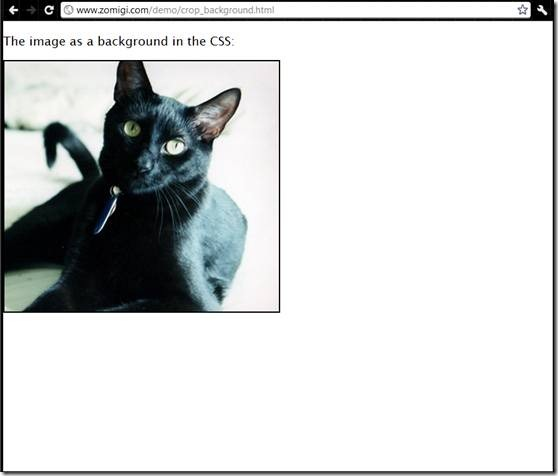 www.zomigi.com/demo/crop_background.html
The image as a background in the CSS: